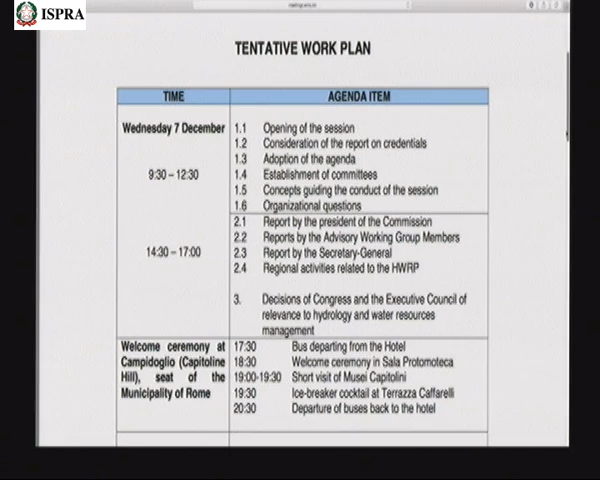 ISPRA
TENTATIVE WORK PLAN
TIME
AGENDA ITEM
Wednesday 7 December
1.1 Opening of the session
1.2 Consideration of the report on credentials
1.3 Adoption of the agenda
9:30 – 12:30
1.4 Establishment of committees
1.5 Concepts guiding the conduct of the session
1.6 Organizational questions
2.1 Report by the president of the Commission
2.2 Reports by the Advisory Working Group Members
14:30 – 17:00
2.3 Report by the Secretary-General
2.4 Regional activities related to the HWRP
3. Decisions of Congress and the Executive Council of
relevance to hydrology and water resources
management
Welcome ceremony at
Campidoglio (Capitoline
Hill), seat of the
Municipality of Rome
17:30 Bus departing from the Hotel
18:30 Welcome ceremony in Sala Protomoteca
19:00-19:30 Short visit of Musei Capitolini
19:30 Ice-breaker cocktail at Terrazza Caffarelli
20:30 Departure of buses back to the hotel